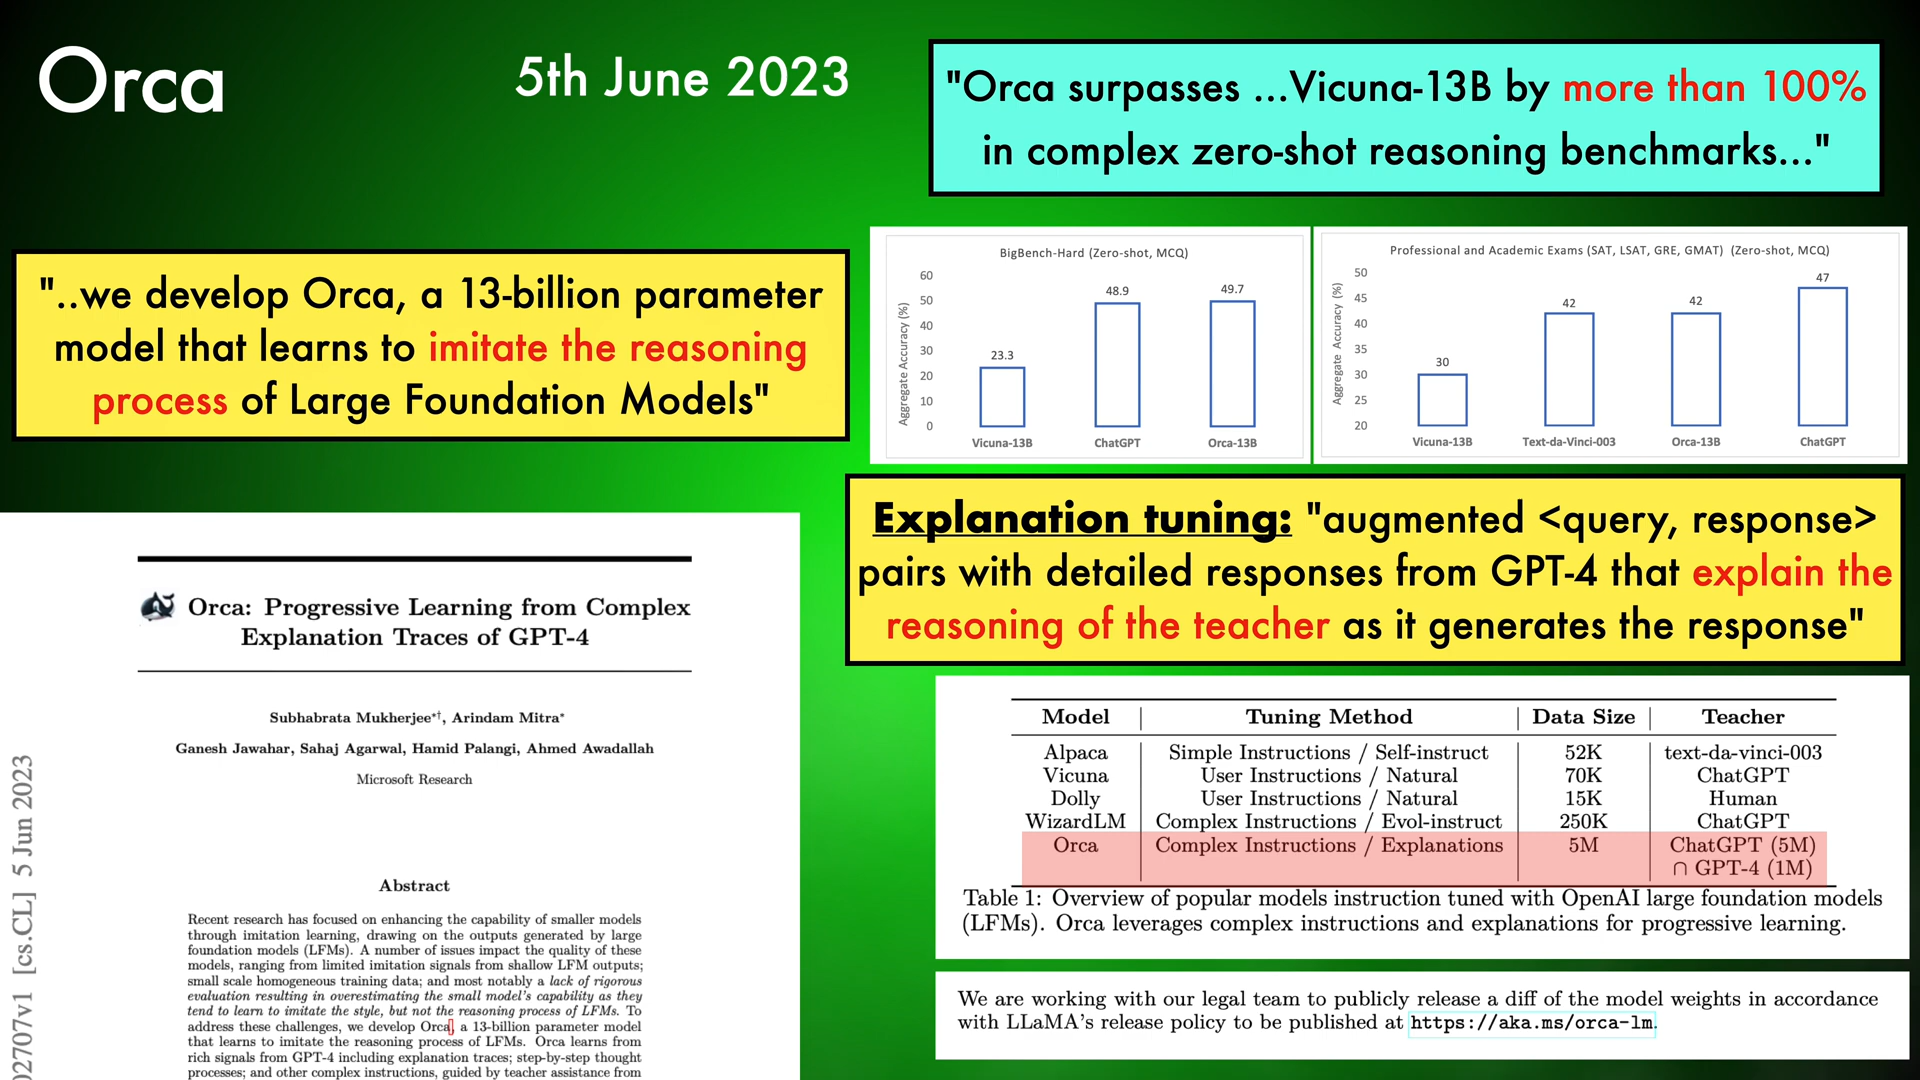 Orca
5th June 2023
"Orca surpasses ...Vicuna-13B by more than 100%
in complex zero-shot reasoning benchmarks..."
"..we develop Orca, a 13-billion parameter
model that learns to imitate the reasoning
process of Large Foundation Models"
BigBench-Hard (Zero-shot, MCQ)
Aggregate Accuracy (%)
60
50
40
30
20
10
0
23.3
48.9
49.7
Vicuna-13B
ChatGPT
Orca-13B
Professional and Academic Exams (SAT, LSAT, GRE, GMAT) (Zero-shot, MCQ)
Aggregate Accuracy (%)
50
45
40
35
30
25
20
30
42
42
47
Vicuna-13B
Text-da-Vinci-003
Orca-13B
ChatGPT
Explanation tuning: "augmented <query, response>
pairs with detailed responses from GPT-4 that explain the
reasoning of the teacher as it generates the response"
Orca: Progressive Learning from Complex
Explanation Traces of GPT-4
Subhabrata Mukherjee*†, Arindam Mitra*
Ganesh Jawahar, Sahaj Agarwal, Hamid Palangi, Ahmed Awadallah
Microsoft Research
Abstract
Recent research has focused on enhancing the capability of smaller models
through imitation learning, drawing on the outputs generated by large
foundation models (LFMs). A number of issues impact the quality of these
models, ranging from limited imitation signals from shallow LFM outputs;
small scale homogeneous training data; and most notably a lack of rigorous
evaluation resulting in overestimating the small model's capability as they
tend to learn to imitate the style, but not the reasoning process of LFMs. To
address these challenges, we develop Orca, a 13-billion parameter model
that learns to imitate the reasoning process of LFMs. Orca learns from
rich signals from GPT-4 including explanation traces; step-by-step thought
processes; and other complex instructions, guided by teacher assistance from
02707v1 [cs.CL] 5 Jun 2023
Model Tuning Method Data Size Teacher
Alpaca Simple Instructions / Self-instruct 52K text-da-vinci-003
Vicuna User Instructions / Natural 70K ChatGPT
Dolly User Instructions / Natural 15K Human
WizardLM Complex Instructions / Evol-instruct 250K ChatGPT
Orca Complex Instructions / Explanations 5M ChatGPT (5M)
∩ GPT-4 (1M)
Table 1: Overview of popular models instruction tuned with OpenAI large foundation models
(LFMs). Orca leverages complex instructions and explanations for progressive learning.
We are working with our legal team to publicly release a diff of the model weights in accordance
with LLaMA's release policy to be published at https://aka.ms/orca-lm.